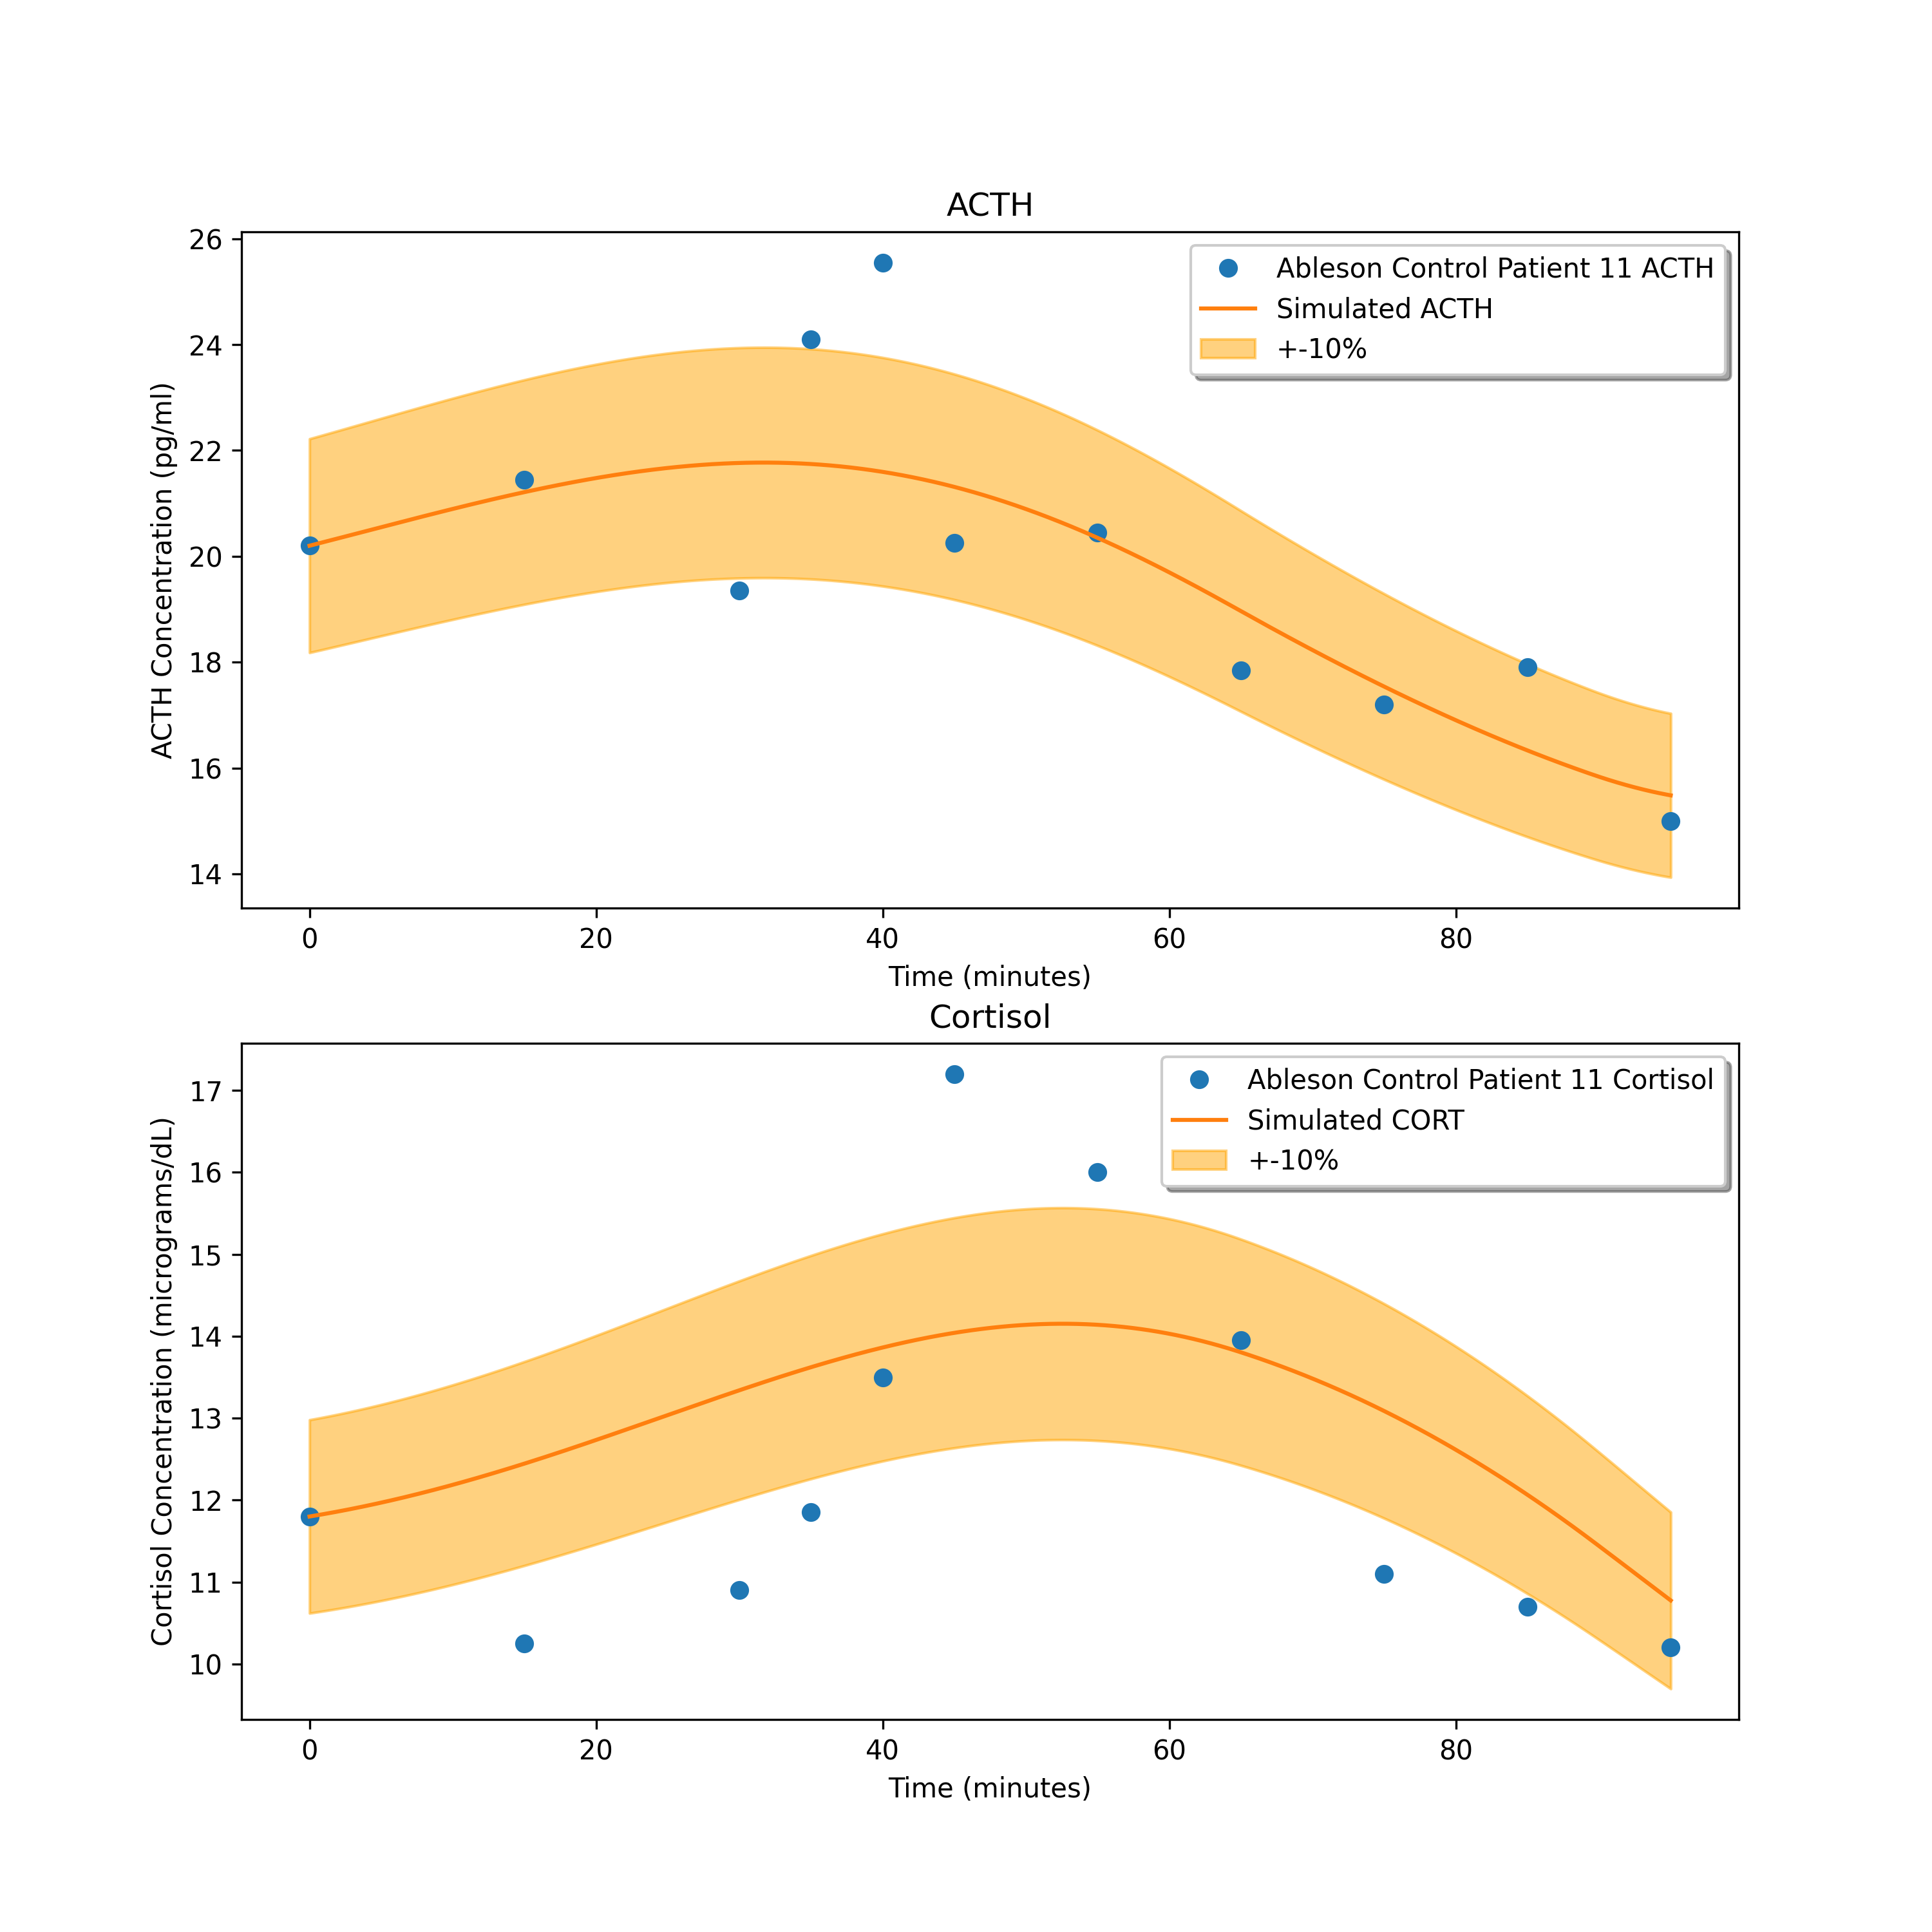 ACTH
26
24
22
20
18
16
14
ACTH Concentration (pg/ml)
Ableson Control Patient 11 ACTH
Simulated ACTH
+-10%
0 20 40 60 80
Time (minutes)
Cortisol
17
16
15
14
13
12
11
10
Cortisol Concentration (micrograms/dL)
Ableson Control Patient 11 Cortisol
Simulated CORT
+-10%
0 20 40 60 80
Time (minutes)